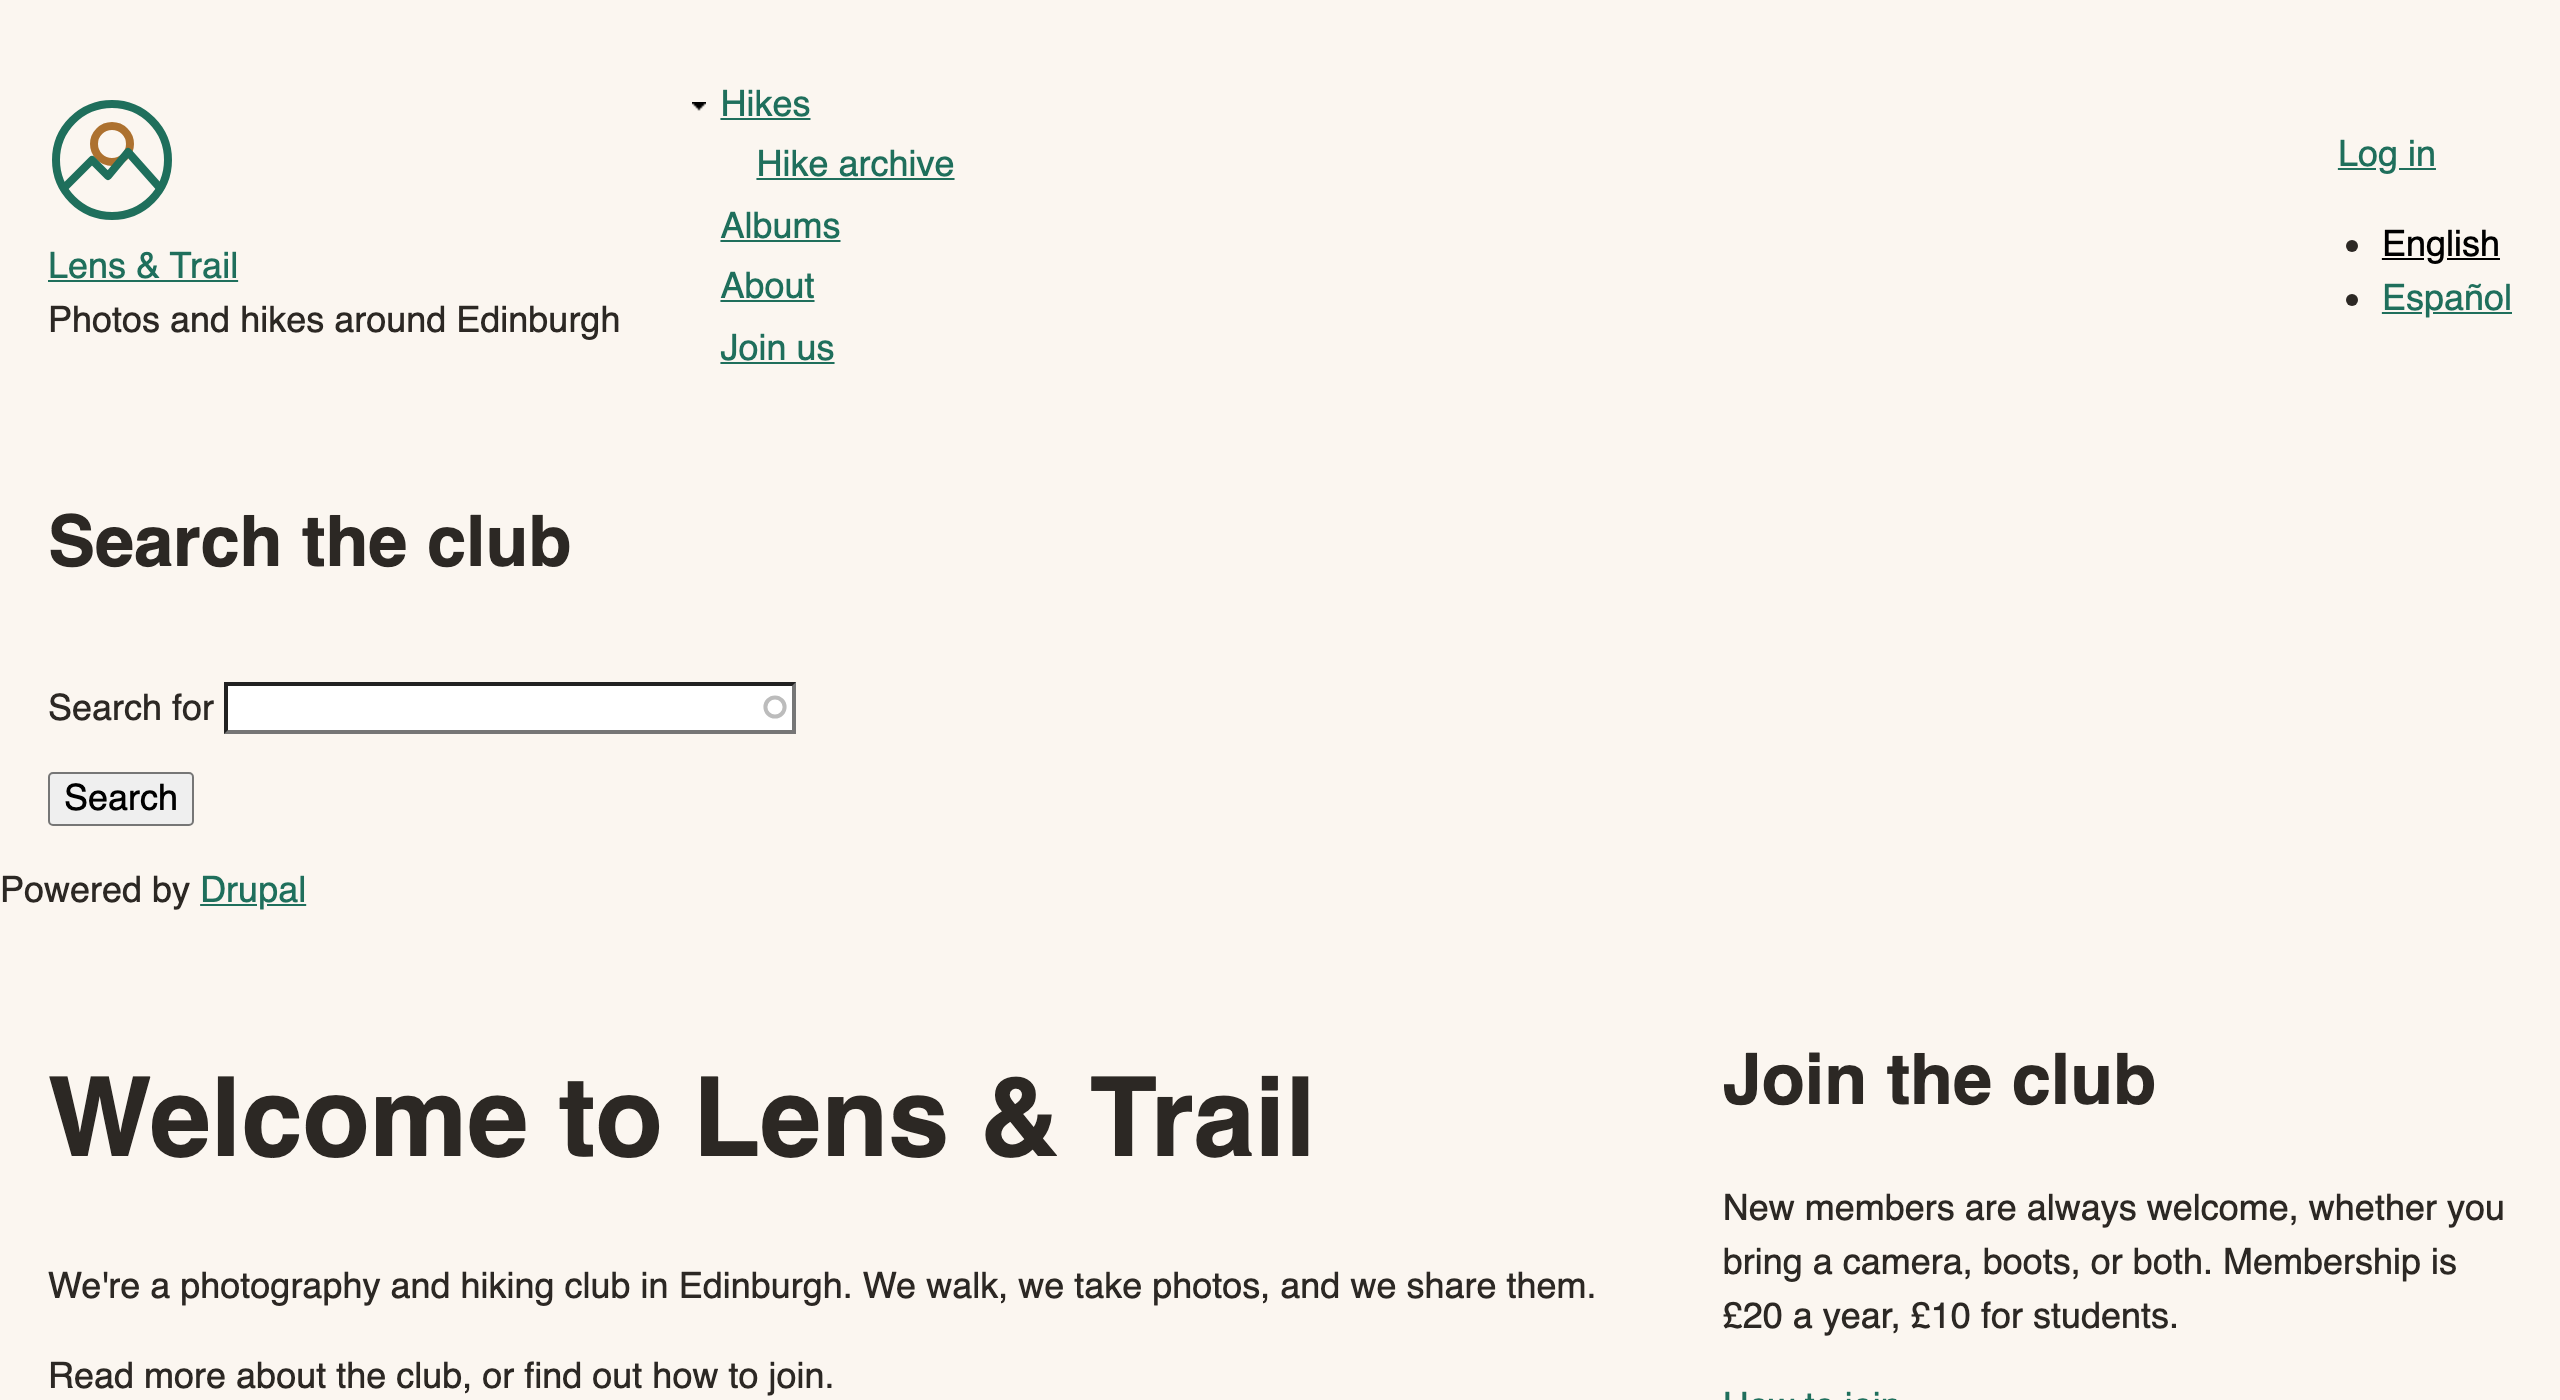 Lens & Trail
Photos and hikes around Edinburgh
Hikes
Hike archive
Albums
About
Join us
Log in
English
Español
Search the club
Search for
Search
Powered by Drupal
Welcome to Lens & Trail
We're a photography and hiking club in Edinburgh. We walk, we take photos, and we share them.
Read more about the club, or find out how to join.
Join the club
New members are always welcome, whether you
bring a camera, boots, or both. Membership is
£20 a year, £10 for students.
How to join